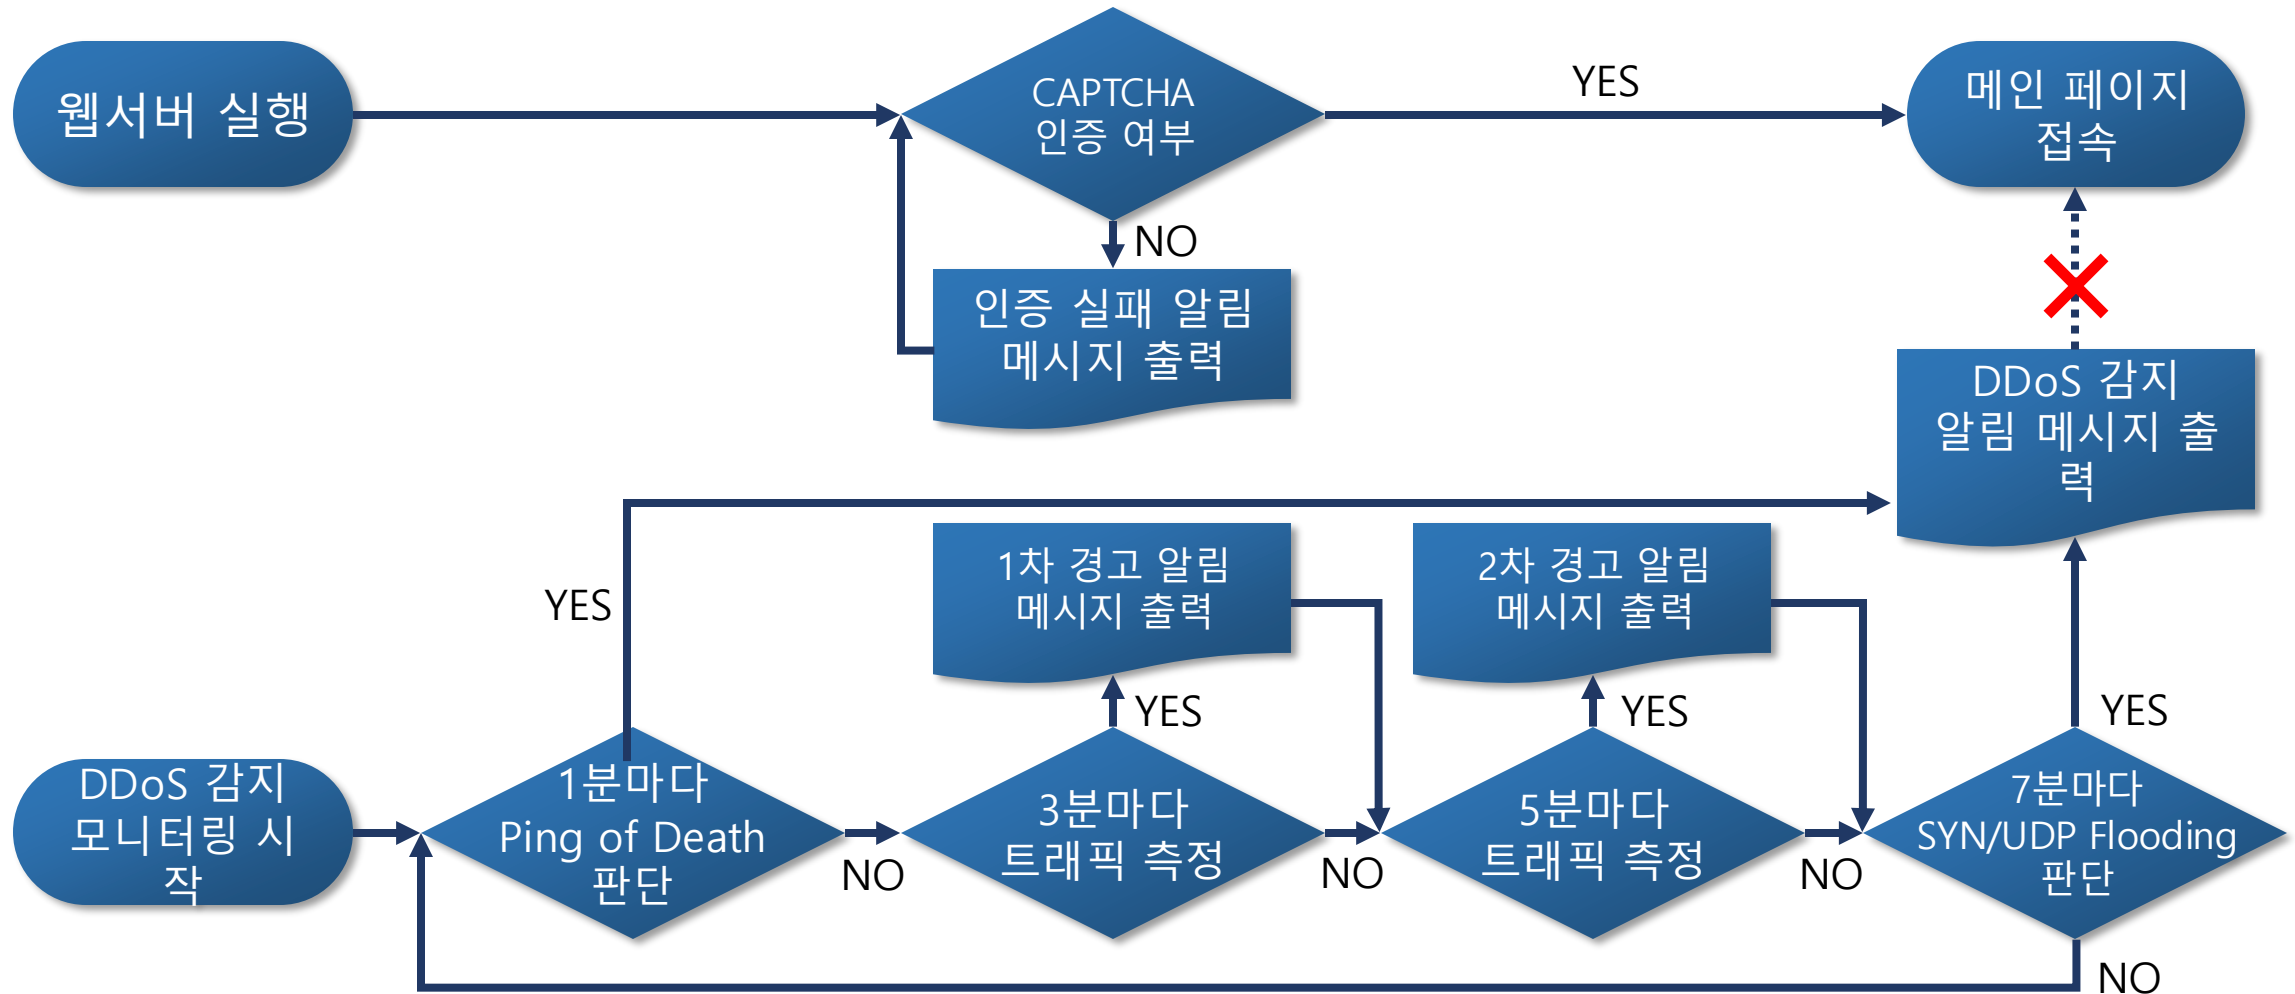 웹서버 실행
CAPTCHA
인증 여부
YES
메인 페이지
접속
NO
인증 실패 알림
메시지 출력
DDoS 감지
알림 메시지 출
력
YES
1차 경고 알림
메시지 출력
2차 경고 알림
메시지 출력
YES
YES
YES
DDoS 감지
모니터링 시
작
1분마다
Ping of Death
판단
NO
3분마다
트래픽 측정
NO
5분마다
트래픽 측정
NO
7분마다
SYN/UDP Flooding
판단
NO